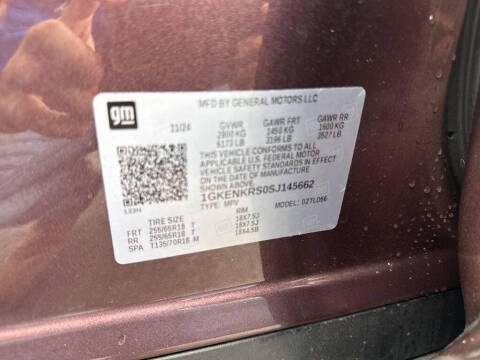 gm
MFD BY GENERAL MOTORS LLC
11/24 GVWR GAWR FRT GAWR RR
2800 KG 1450 KG 1600 KG
6173 LB 3196 LB 3527 LB
THIS VEHICLE CONFORMS TO ALL
APPLICABLE U.S. FEDERAL MOTOR
VEHICLE SAFETY STANDARDS IN EFFECT
ON THE DATE OF MANUFACTURE
SHOWN ABOVE.
1GKENKRS0SJ145662
TYPE: MPV MODEL: 02TLD56
TIRE SIZE RIM
FRT 255/65R18 T 18X7.5J
RR 255/65R18 T 18X7.5J
SPA T135/70R18 M 18X4.5B